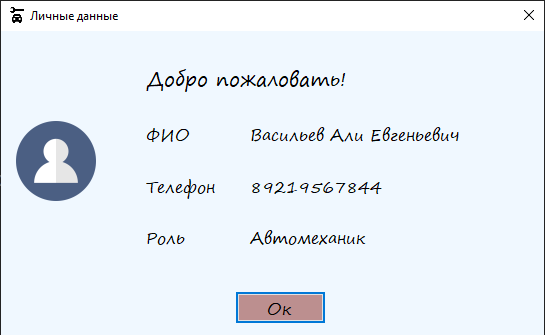 Личные данные
Добро пожаловать!
ФИО Васильев Али Евгеньевич
Телефон 89219567844
Роль Автомеханик
Ок